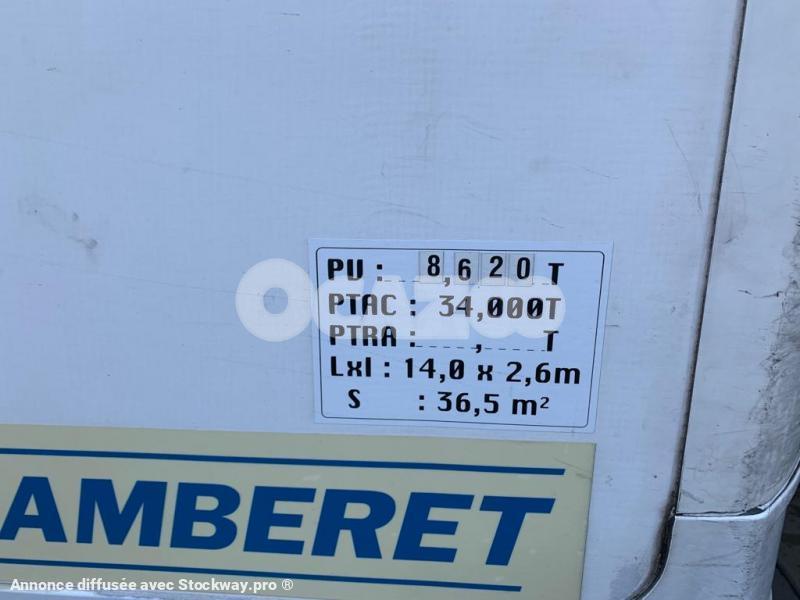 PU : 8,620 T
PTAC : 34,000T
PTRA : , T
Lxl : 14,0 x 2,6m
S : 36,5 m²
OCAZOO
AMBERET
Annonce diffusée avec Stockway.pro ®